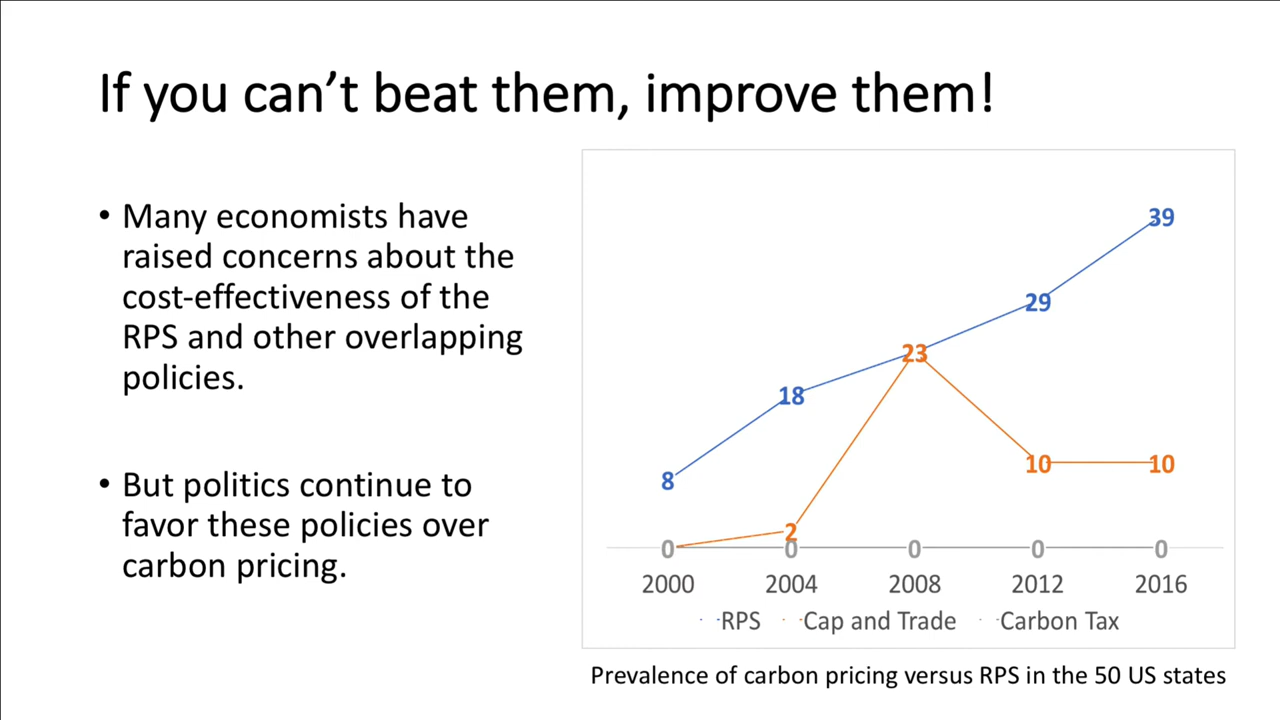 If you can’t beat them, improve them!
• Many economists have
raised concerns about the
cost-effectiveness of the
RPS and other overlapping
policies.
• But politics continue to
favor these policies over
carbon pricing.
39
29
23
18
10 10
8
2
0 0 0 0 0
2000 2004 2008 2012 2016
RPS Cap and Trade Carbon Tax
Prevalence of carbon pricing versus RPS in the 50 US states